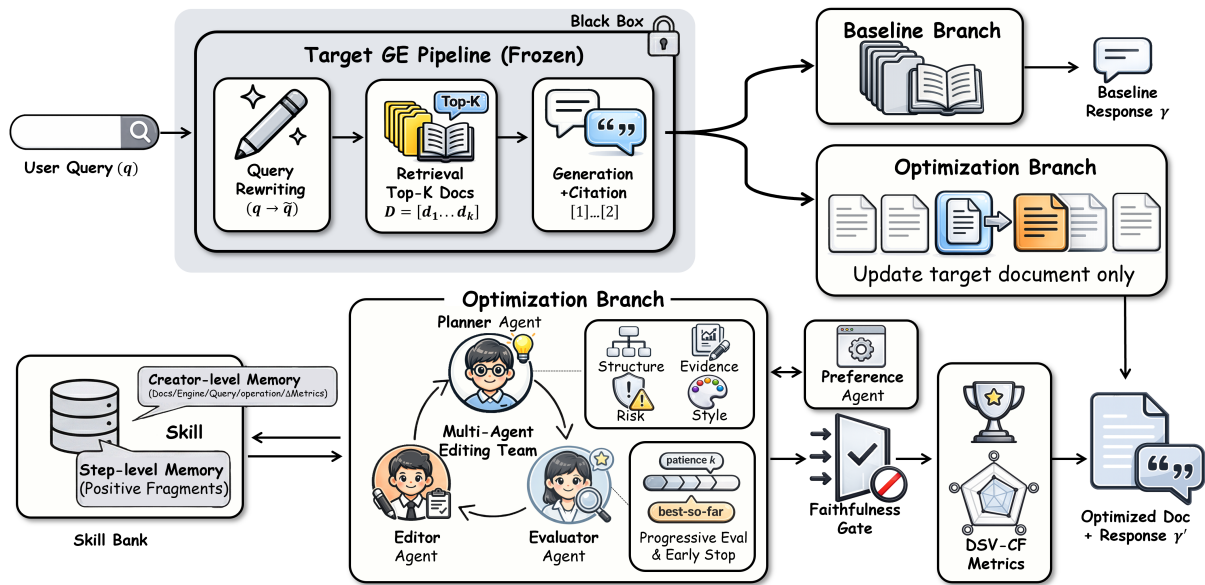 Black Box
Target GE Pipeline (Frozen)
User Query (q)
Query
Rewriting
(q → q̃)
Top-K
Retrieval
Top-K Docs
D = [d₁...dₖ]
“ ”
Generation
+Citation
[1]...[2]
Baseline Branch
Baseline
Response γ
Optimization Branch
Update target document only
Creator-level Memory
(Docs/Engine/Query/operation/ΔMetrics)
Skill
Step-level Memory
(Positive Fragments)
Skill Bank
Optimization Branch
Planner Agent
Multi-Agent
Editing Team
Editor
Agent
Evaluator
Agent
Structure
Evidence
Risk
Style
patience k
best-so-far
Progressive Eval
& Early Stop
Preference
Agent
Faithfulness
Gate
DSV-CF
Metrics
“ ”
Optimized Doc
+ Response γ′